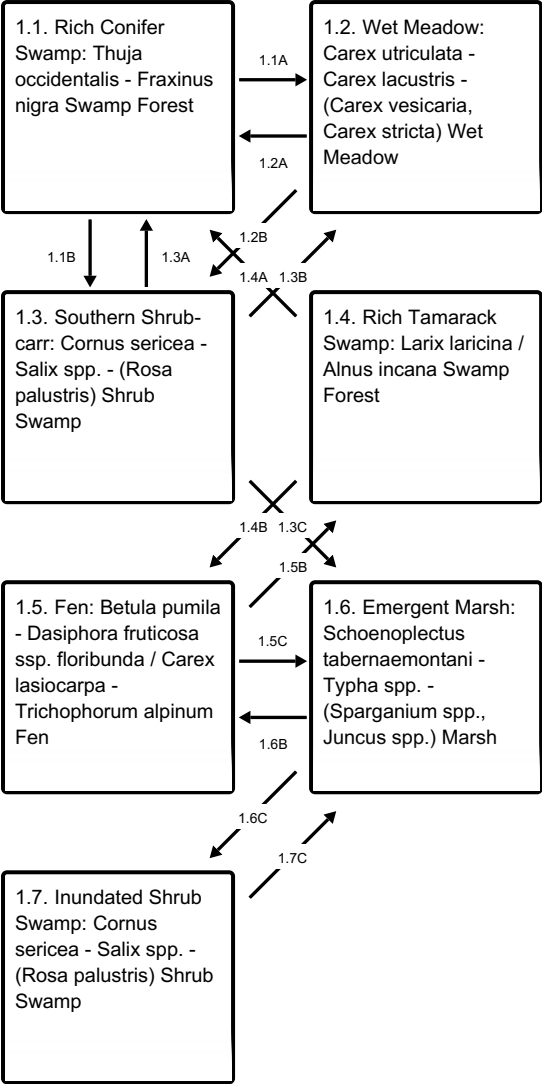 1.1. Rich Conifer
Swamp: Thuja
occidentalis - Fraxinus
nigra Swamp Forest
1.1A
1.2A
1.2. Wet Meadow:
Carex utriculata -
Carex lacustris -
(Carex vesicaria,
Carex stricta) Wet
Meadow
1.1B
1.3A
1.2B
1.4A
1.3B
1.3. Southern Shrub-
carr: Cornus sericea -
Salix spp. - (Rosa
palustris) Shrub
Swamp
1.4. Rich Tamarack
Swamp: Larix laricina /
Alnus incana Swamp
Forest
1.4B
1.3C
1.5B
1.5. Fen: Betula pumila
- Dasiphora fruticosa
ssp. floribunda / Carex
lasiocarpa -
Trichophorum alpinum
Fen
1.5C
1.6B
1.6. Emergent Marsh:
Schoenoplectus
tabernaemontani -
Typha spp. -
(Sparganium spp.,
Juncus spp.) Marsh
1.6C
1.7C
1.7. Inundated Shrub
Swamp: Cornus
sericea - Salix spp. -
(Rosa palustris) Shrub
Swamp